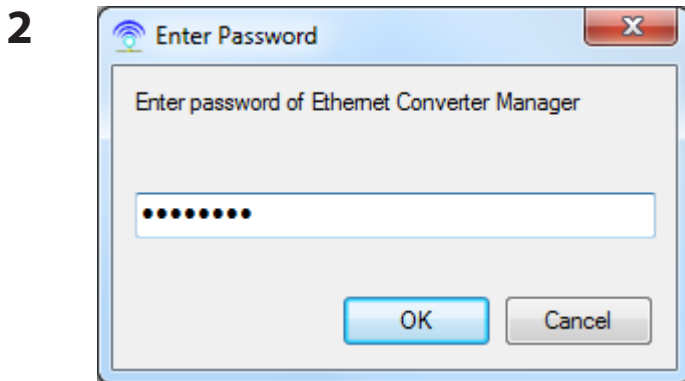 2
Enter Password
Enter password of Ethernet Converter Manager
●●●●●●●●
OK Cancel